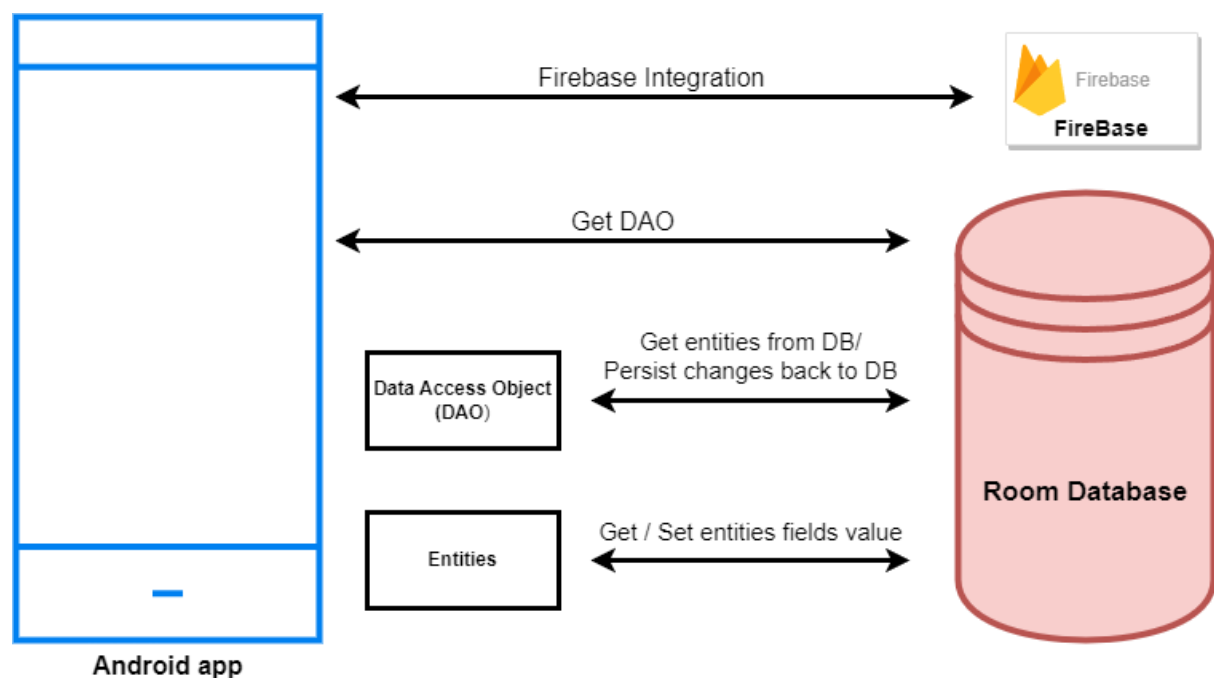 Firebase Integration
Firebase
FireBase
Get DAO
Get entities from DB/
Persist changes back to DB
Data Access Object
(DAO)
Room Database
Get / Set entities fields value
Entities
Android app